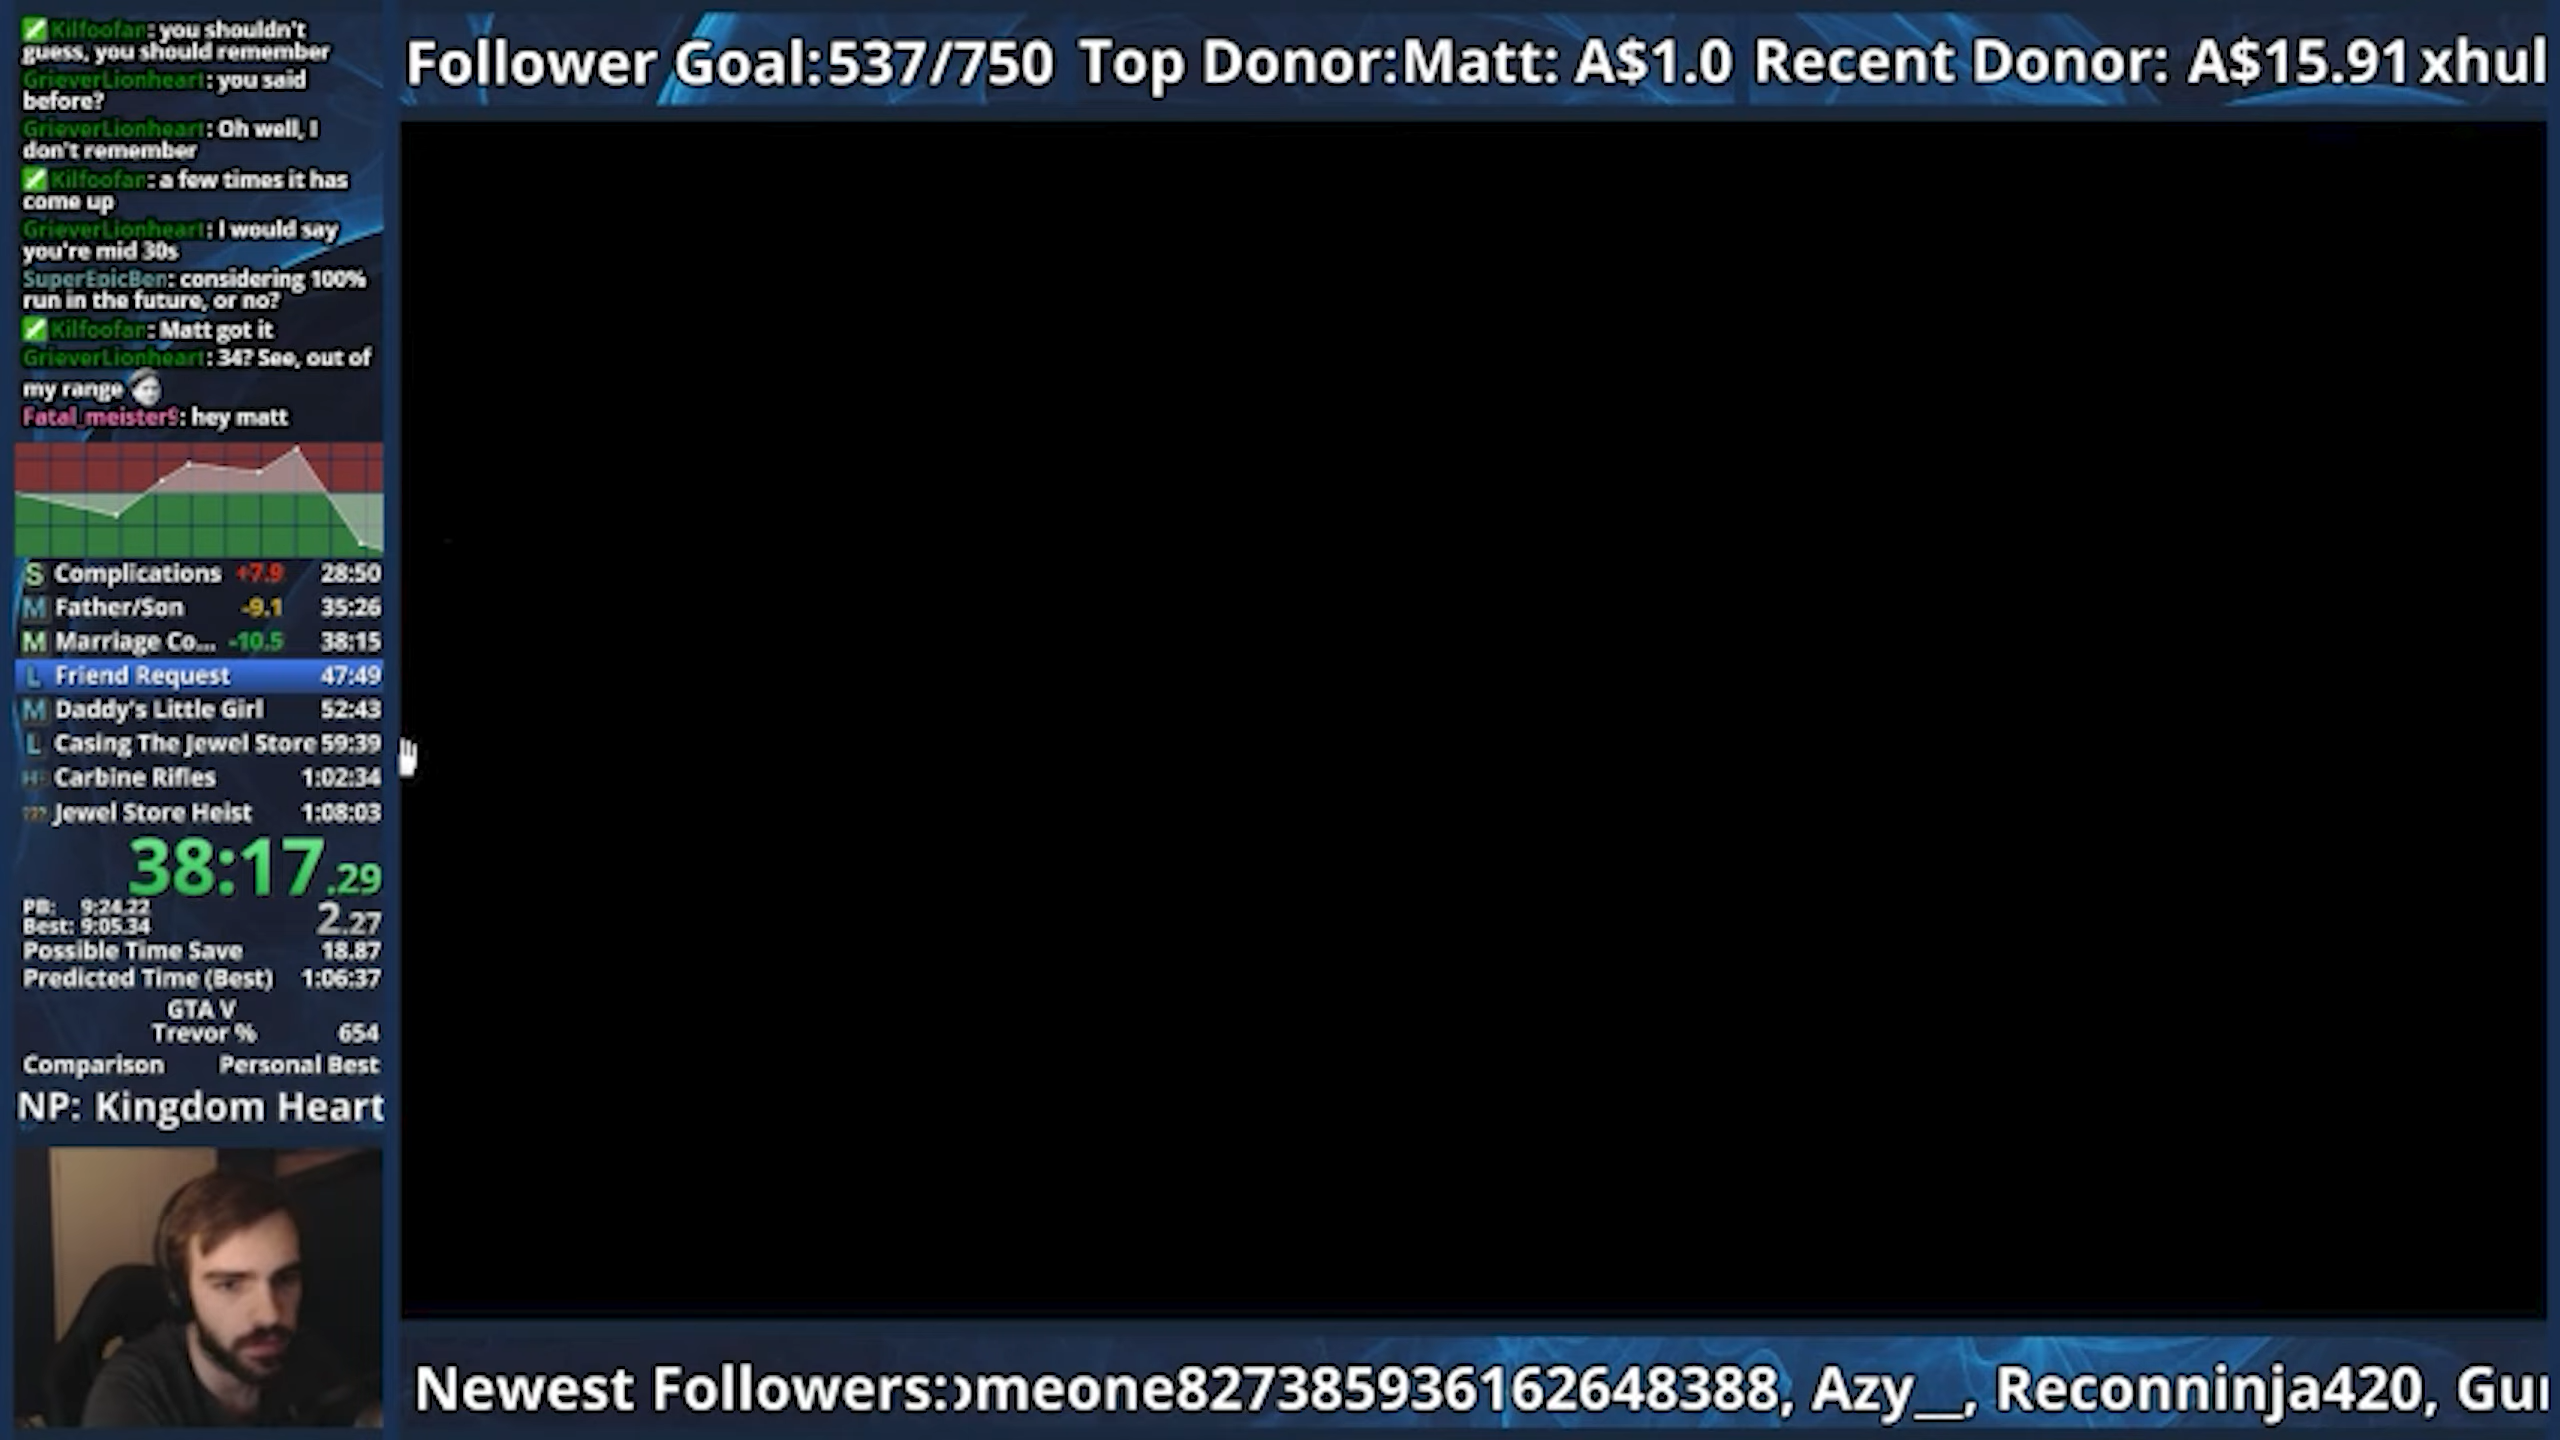 Kilfoofan: you shouldn't
guess, you should remember
GrieverLionheart: you said
before?
GrieverLionheart: Oh well, I
don't remember
Kilfoofan: a few times it has
come up
GrieverLionheart: I would say
you're mid 30s
SuperEpicBen: considering 100%
run in the future, or no?
Kilfoofan: Matt got it
GrieverLionheart: 34? See, out of
my range
Fatal_meister9: hey matt
S Complications +7.9 28:50
M Father/Son -9.1 35:26
M Marriage Co... -10.5 38:15
L Friend Request 47:49
M Daddy's Little Girl 52:43
L Casing The Jewel Store 59:39
Carbine Rifles 1:02:34
??? Jewel Store Heist 1:08:03
38:17.29
PB: 9:24.22
Best: 9:05.34
2.27
Possible Time Save 18.87
Predicted Time (Best) 1:06:37
GTA V
Trevor % 654
Comparison Personal Best
NP: Kingdom Heart
Follower Goal: 537/750 Top Donor: Matt: A$1.0 Recent Donor: A$15.91 xhul
Newest Followers: omeone827385936162648388, Azy__, Reconninja420, Gu